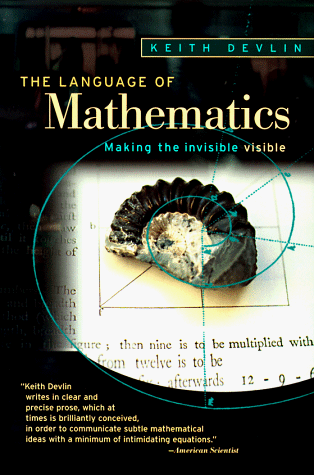 KEITH DEVLIN
THE LANGUAGE OF
Mathematics
Making the invisible visible
figure ; then nine is to be multiplied with
from twelve is to be
afterwards 12 - 9 - 6
"Keith Devlin
writes in clear and
precise prose, which at
times is brilliantly conceived,
in order to communicate subtle mathematical
ideas with a minimum of intimidating equations."
—American Scientist